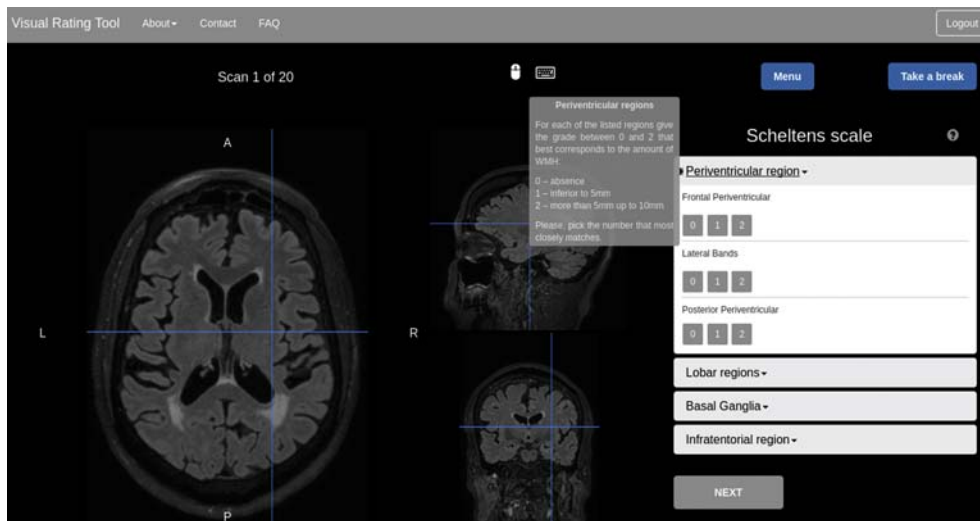 Visual Rating Tool
About
Contact
FAQ
Logout
Scan 1 of 20
Menu
Take a break
Periventricular regions
For each of the listed regions give
the grade between 0 and 2 that
best corresponds to the amount of
WMH:
0 – absence
1 – inferior to 5mm
2 – more than 5mm up to 10mm
Please, pick the number that most
closely matches.
A
L
R
P
Scheltens scale
?
Periventricular region
Frontal Periventricular
0 1 2
Lateral Bands
0 1 2
Posterior Periventricular
0 1 2
Lobar regions
Basal Ganglia
Infratentorial region
NEXT